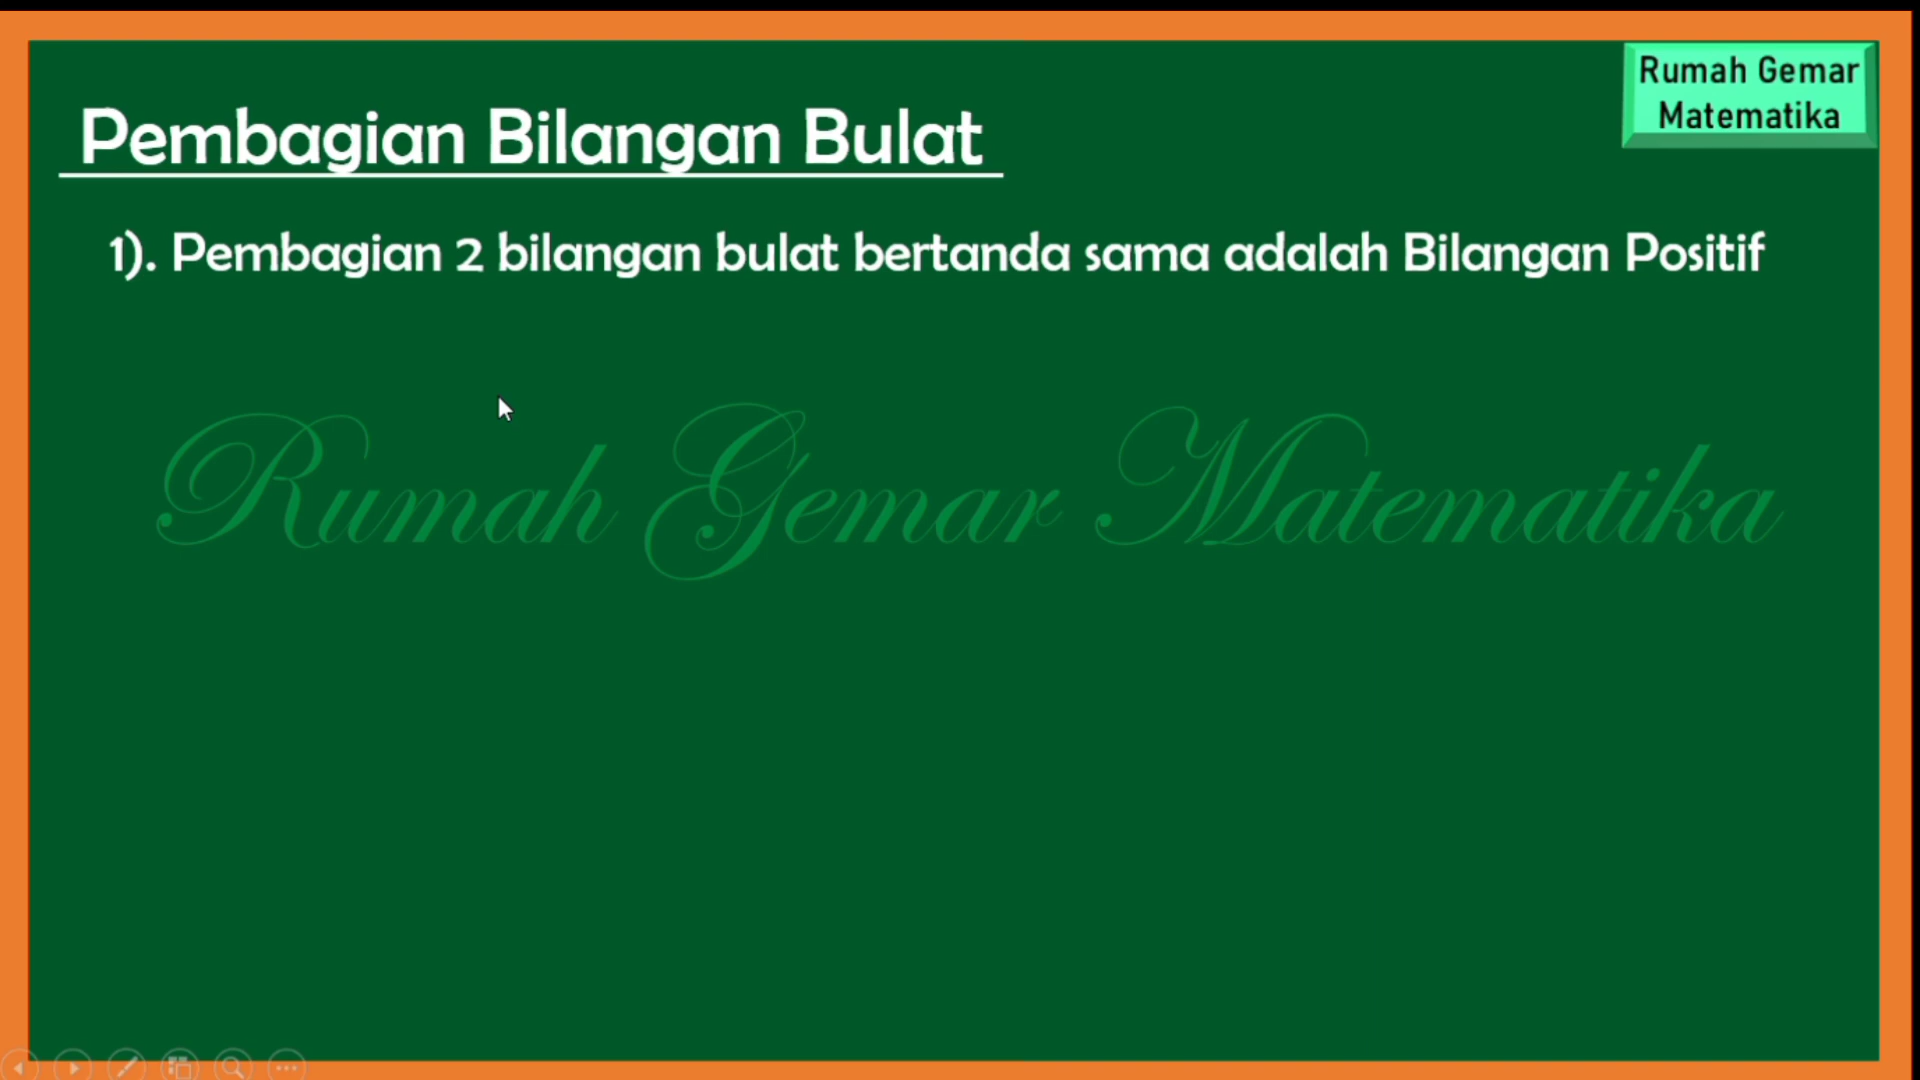 Rumah Gemar
Matematika
Pembagian Bilangan Bulat
1). Pembagian 2 bilangan bulat bertanda sama adalah Bilangan Positif
Rumah Gemar Matematika